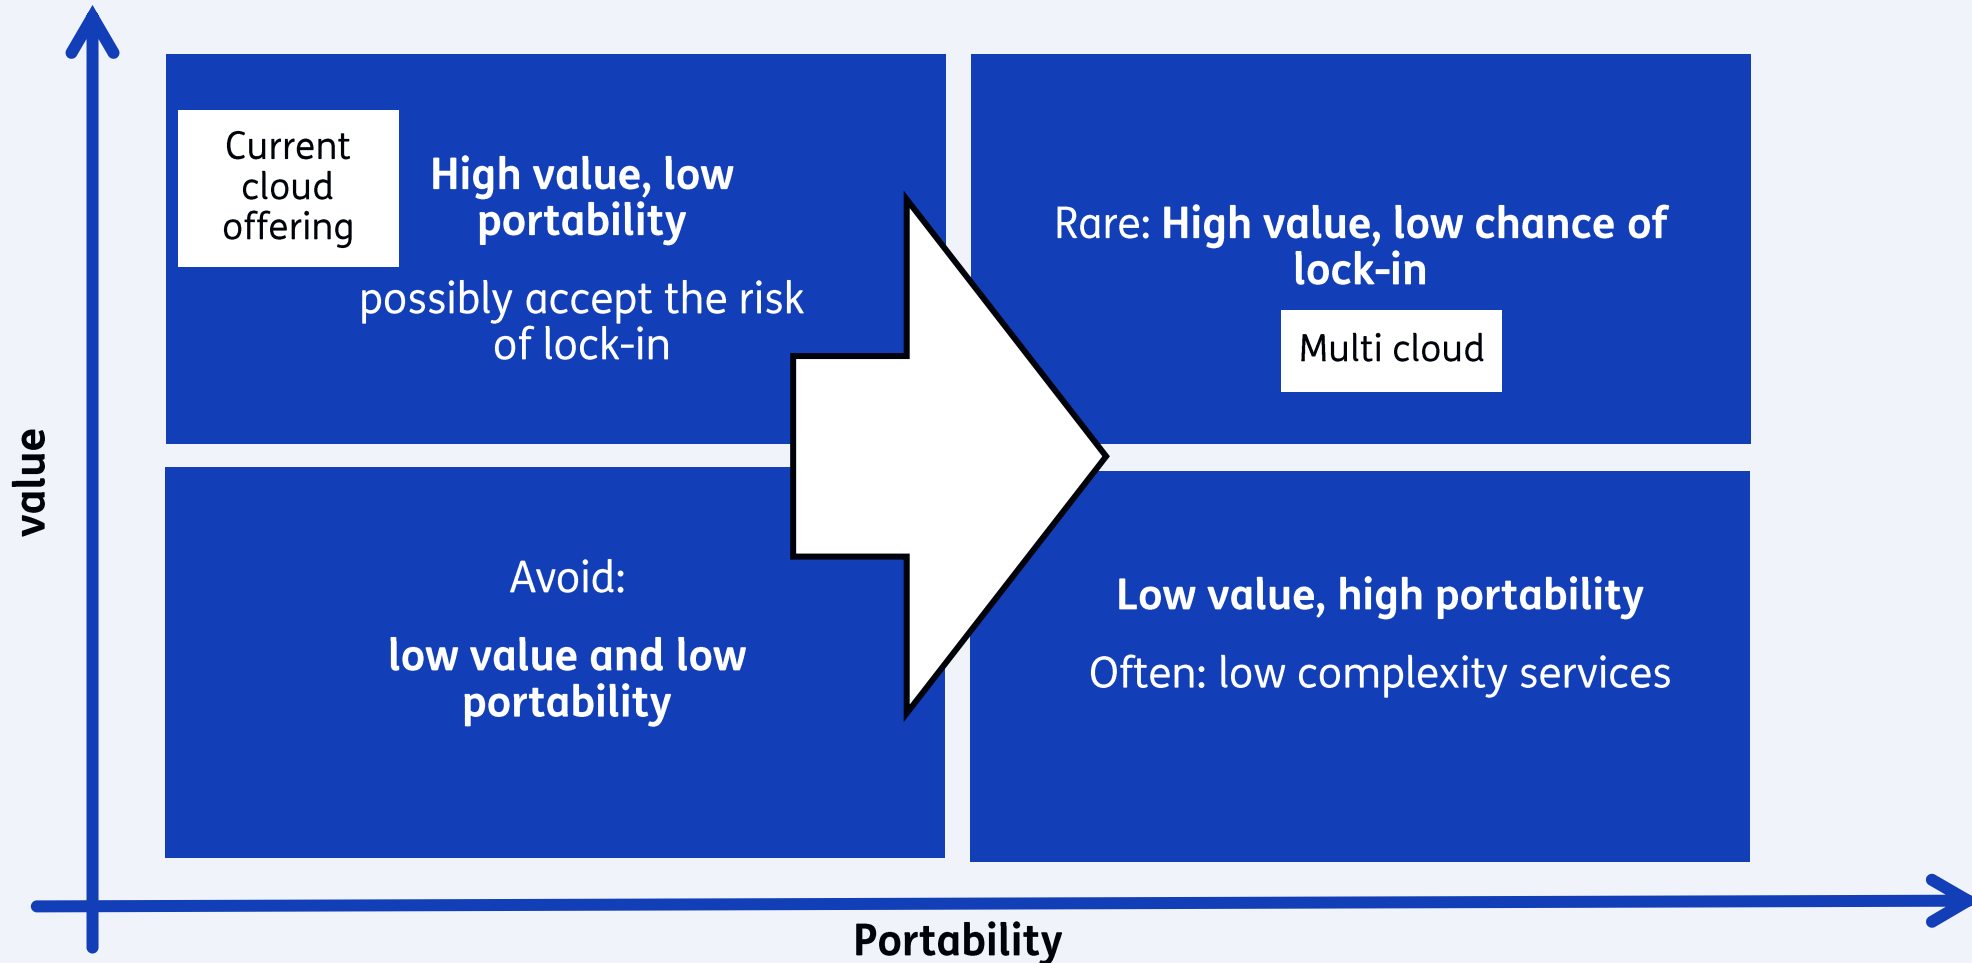 Current
cloud
offering
High value, low
portability
possibly accept the risk
of lock-in
Rare: High value, low chance of
lock-in
Multi cloud
value
Avoid:
low value and low
portability
Low value, high portability
Often: low complexity services
Portability